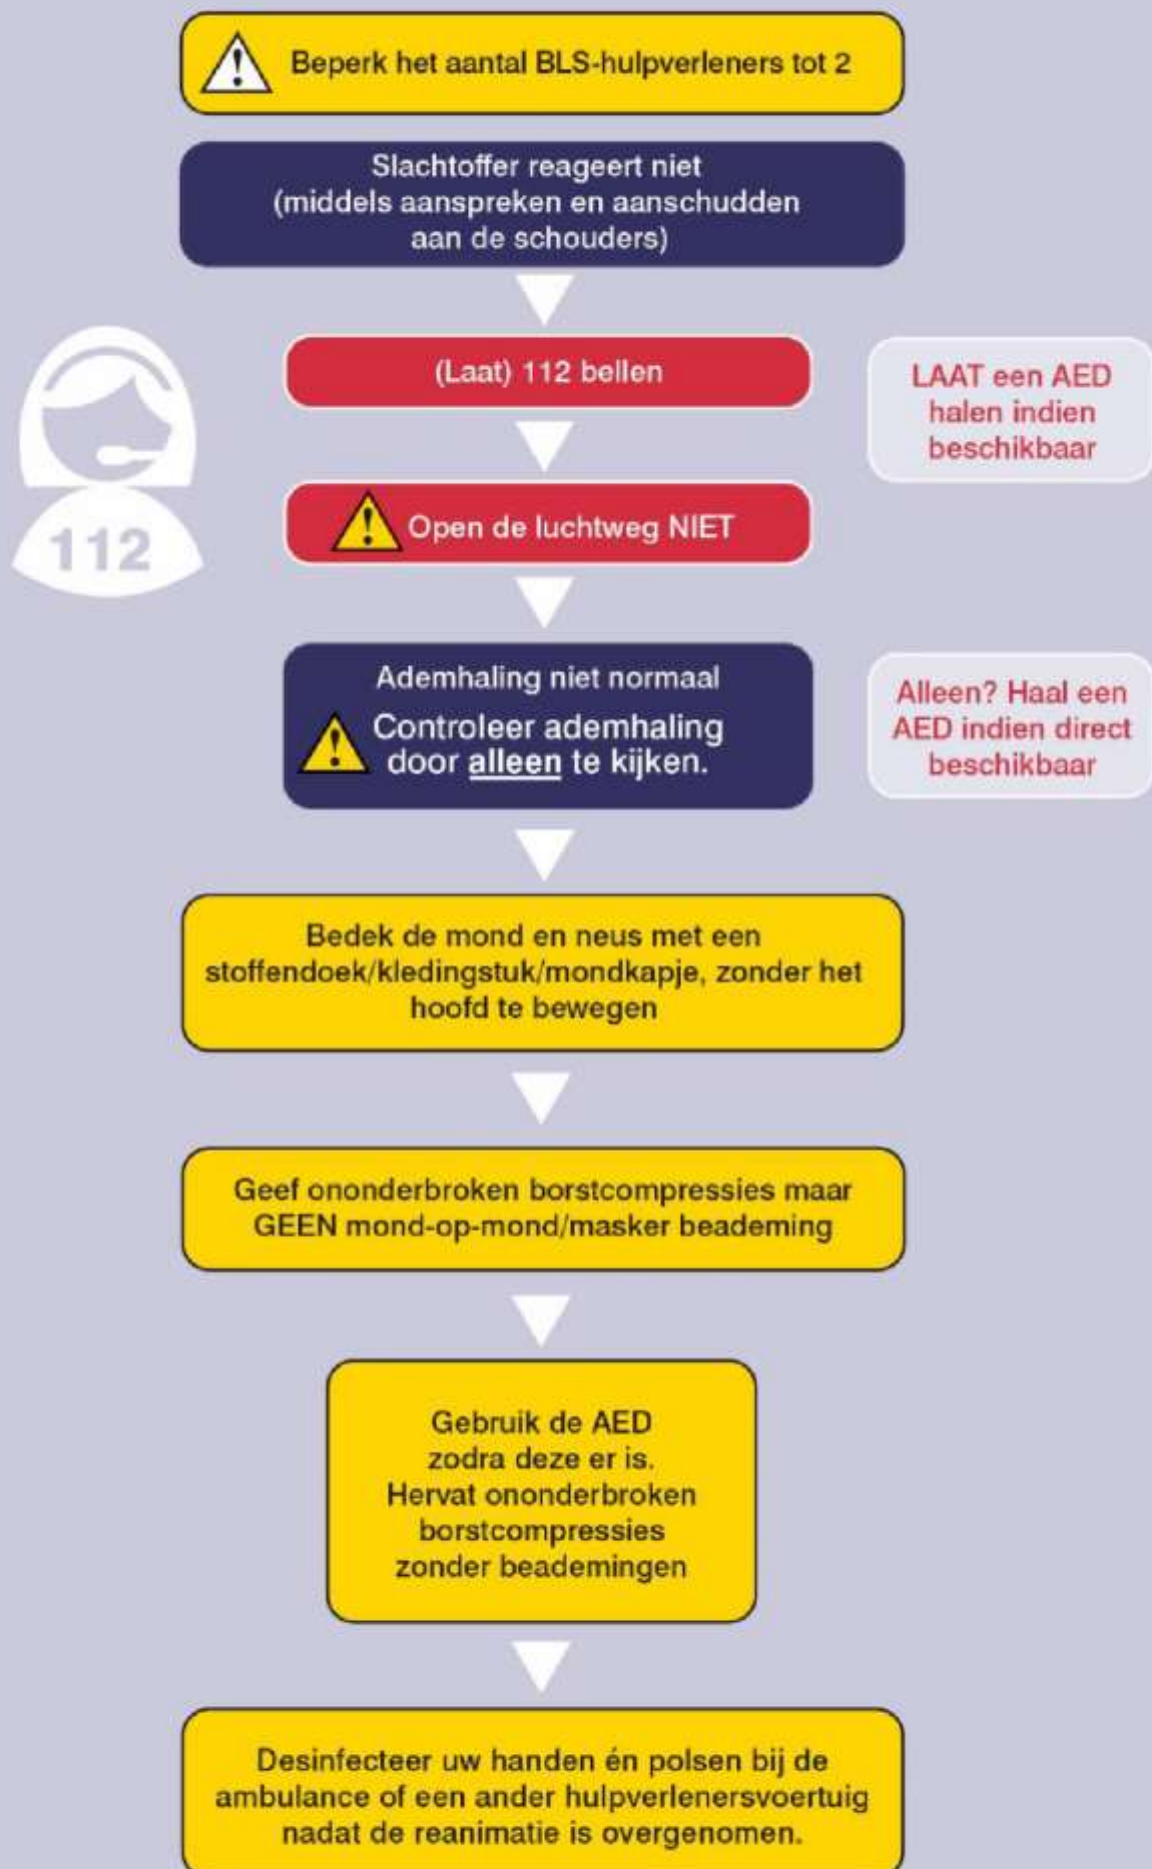 Beperk het aantal BLS-hulpverleners tot 2
Slachtoffer reageert niet
(middels aanspreken en aanschudden
aan de schouders)
(Laat) 112 bellen
LAAT een AED
halen indien
beschikbaar
112
Open de luchtweg NIET
Ademhaling niet normaal
Controleer ademhaling
door alleen te kijken.
Alleen? Haal een
AED indien direct
beschikbaar
Bedek de mond en neus met een
stoffendoek/kledingstuk/mondkapje, zonder het
hoofd te bewegen
Geef ononderbroken borstcompressies maar
GEEN mond-op-mond/masker beademing
Gebruik de AED
zodra deze er is.
Hervat ononderbroken
borstcompressies
zonder beademingen
Desinfecteer uw handen én polsen bij de
ambulance of een ander hulpverlenersvoertuig
nadat de reanimatie is overgenomen.